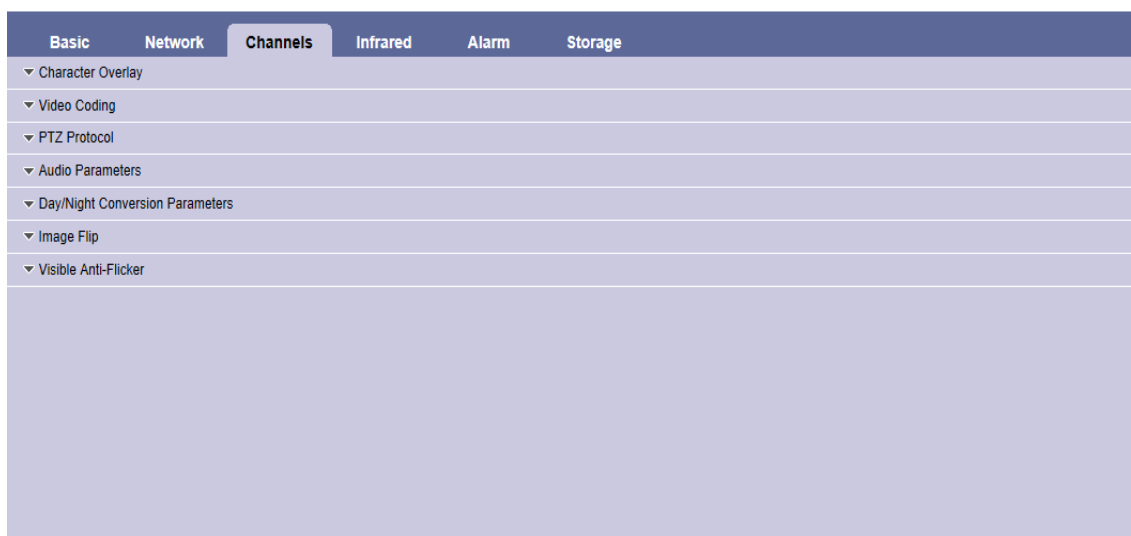 Basic Network Channels Infrared Alarm Storage
Character Overlay
Video Coding
PTZ Protocol
Audio Parameters
Day/Night Conversion Parameters
Image Flip
Visible Anti-Flicker